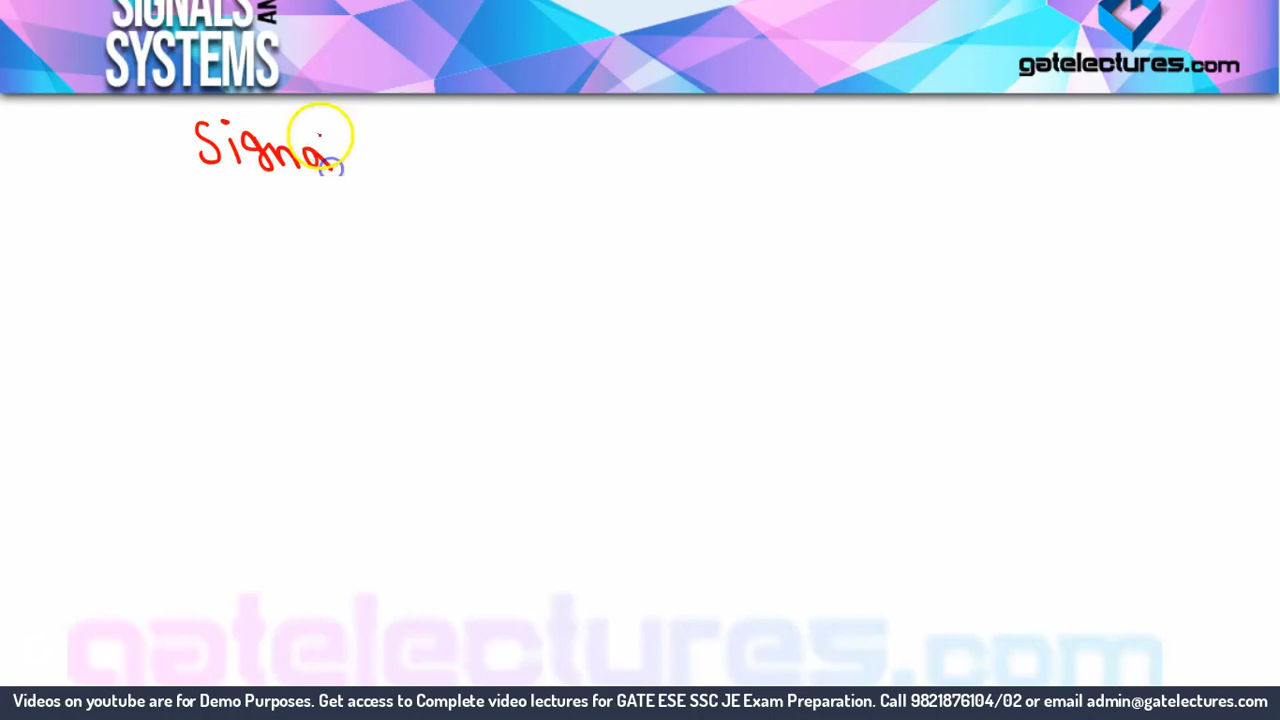 SIGNALS AND
SYSTEMS
gatelectures.com
Signa
gatelectures.com
Videos on youtube are for Demo Purposes. Get access to Complete video lectures for GATE ESE SSC JE Exam Preparation. Call 9821876104/02 or email admin@gatelectures.com